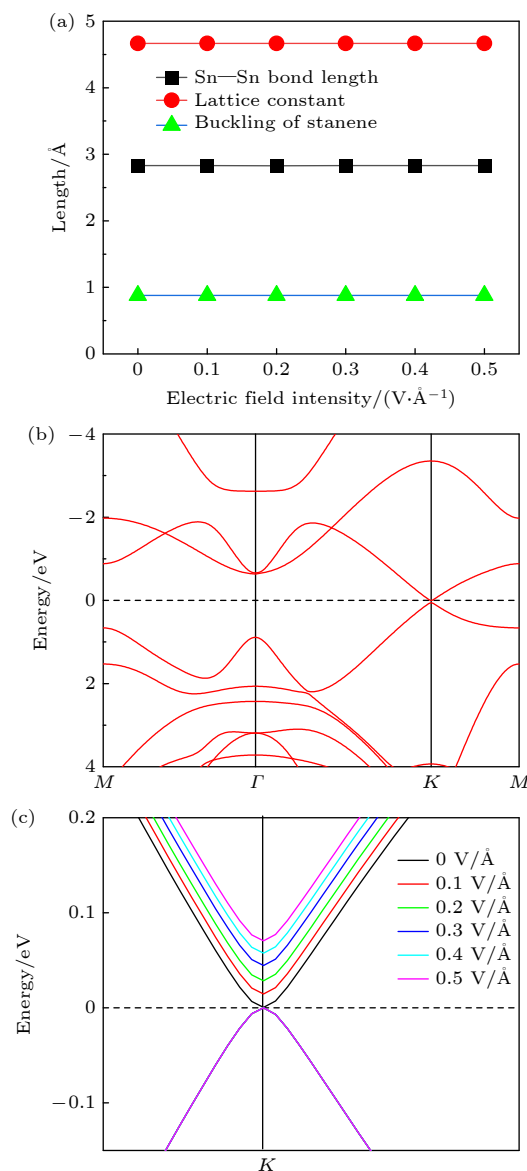 (a)
5
4
3
2
1
0
Length/Å
Sn—Sn bond length
Lattice constant
Buckling of stanene
0 0.1 0.2 0.3 0.4 0.5
Electric field intensity/(V·Å⁻¹)
(b)
−4
−2
0
2
4
Energy/eV
M Γ K M
(c)
0.2
0.1
0
−0.1
Energy/eV
0 V/Å
0.1 V/Å
0.2 V/Å
0.3 V/Å
0.4 V/Å
0.5 V/Å
K